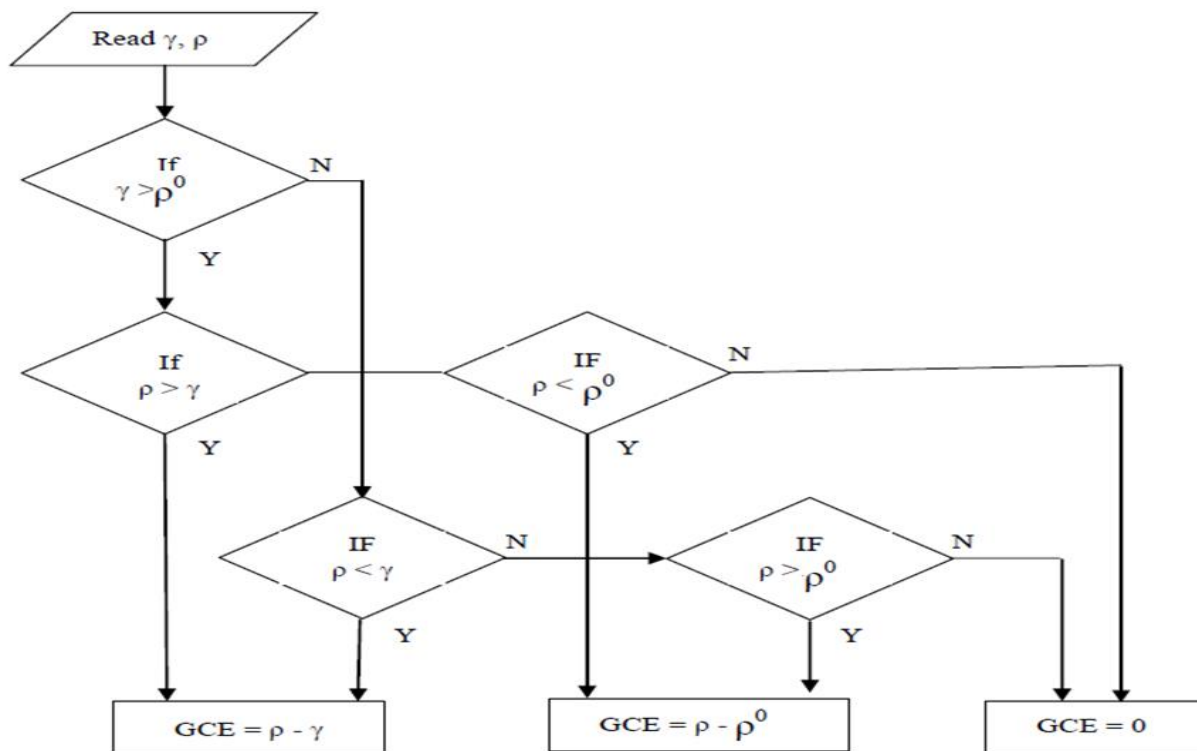 Read γ, ρ
If
γ >ρ⁰
N
Y
If
ρ > γ
Y
IF
ρ < ρ⁰
N
Y
IF
ρ < γ
N
Y
IF
ρ > ρ⁰
N
Y
GCE = ρ - γ
GCE = ρ - ρ⁰
GCE = 0